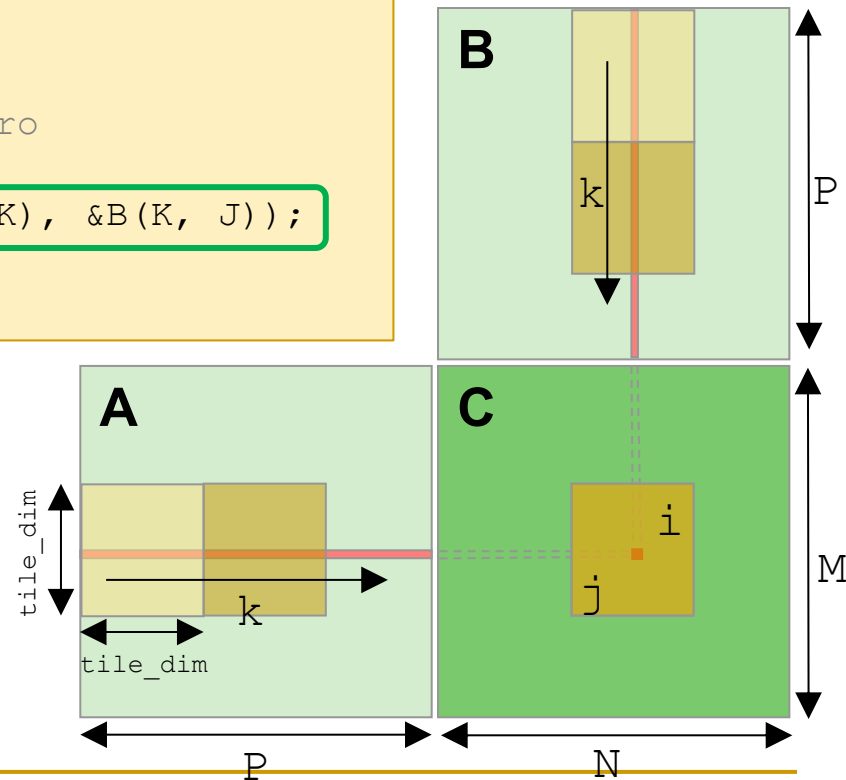 ro
K), &B(K, J));
B
k
P
A
C
tile_dim
i
M
j
k
tile_dim
P
N